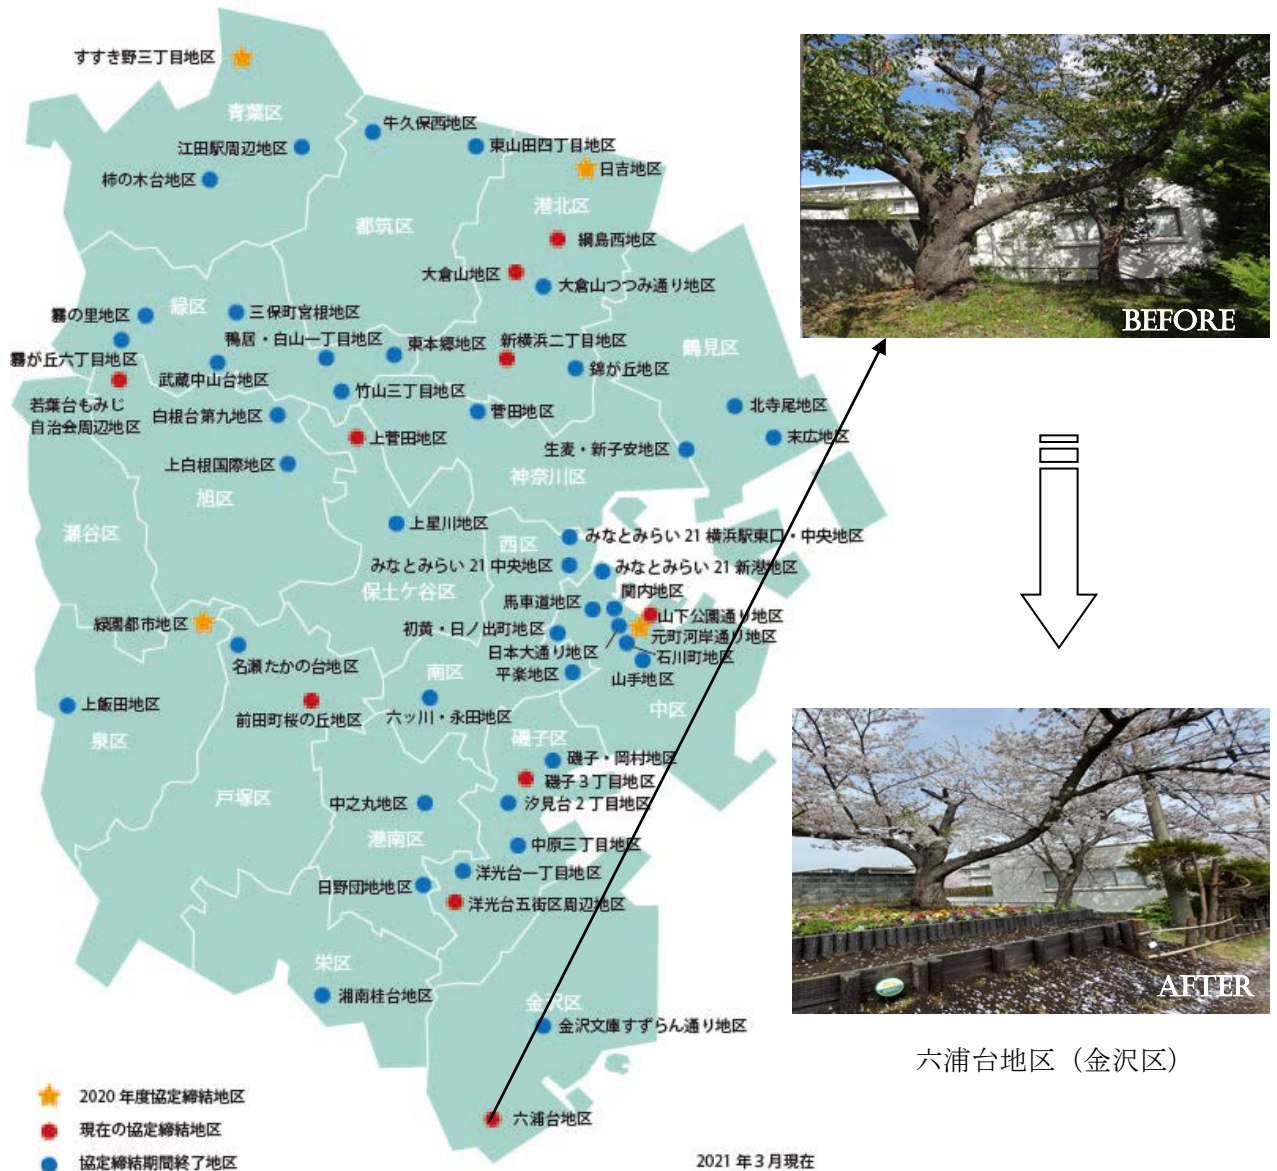 すすき野三丁目地区
青葉区
牛久保西地区
江田駅周辺地区
東山田四丁目地区
日吉地区
柿の木台地区
港北区
都筑区
綱島西地区
大倉山地区
大倉山つつみ通り地区
緑区
霧の里地区
三保町宮根地区
鴨居・白山一丁目地区
東本郷地区
新横浜二丁目地区
鶴見区
霧が丘六丁目地区
武蔵中山台地区
錦が丘地区
竹山三丁目地区
若葉台もみじ
自治会周辺地区
白根台第九地区
菅田地区
北寺尾地区
上菅田地区
末広地区
生麦・新子安地区
上白根国際地区
神奈川区
旭区
瀬谷区
上星川地区
西区
みなとみらい 21 横浜駅東口・中央地区
みなとみらい 21 中央地区
みなとみらい 21 新港地区
保土ケ谷区
関内地区
馬車道地区
山下公園通り地区
緑園都市地区
初黄・日ノ出町地区
元町河岸通り地区
日本大通り地区
石川町地区
名瀬たかの台地区
南区
平楽地区
山手地区
上飯田地区
前田町桜の丘地区
六ッ川・永田地区
中区
泉区
磯子区
磯子・岡村地区
磯子3丁目地区
戸塚区
中之丸地区
汐見台2丁目地区
港南区
中原三丁目地区
洋光台一丁目地区
日野団地地区
洋光台五街区周辺地区
栄区
湘南桂台地区
金沢区
金沢文庫すずらん通り地区
六浦台地区
2020 年度協定締結地区
現在の協定締結地区
協定締結期間終了地区
2021 年3月現在
BEFORE
AFTER
六浦台地区（金沢区）